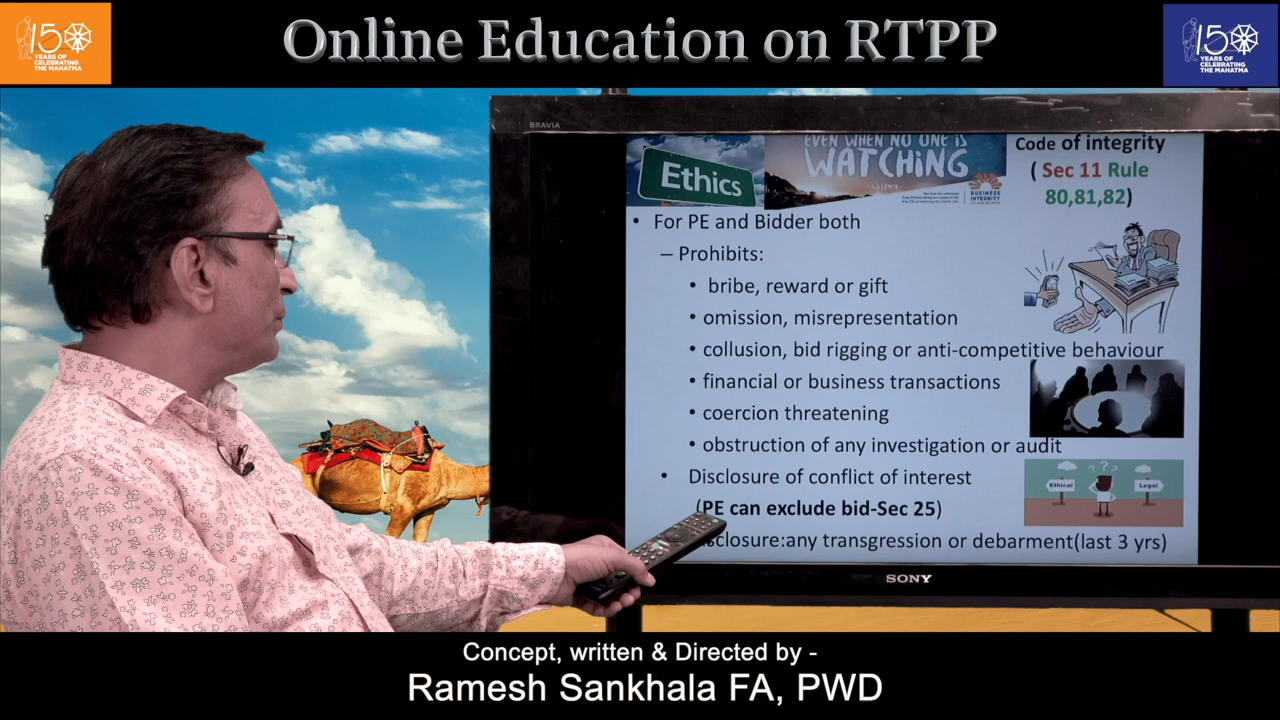 Online Education on RTPP
150
YEARS OF
CELEBRATING
THE MAHATMA
150
YEARS OF
CELEBRATING
THE MAHATMA
BRAVIA
Ethics
EVEN WHEN NO ONE IS
WATCHING
BUSINESS
INTEGRITY
Code of integrity
( Sec 11 Rule
80,81,82)
• For PE and Bidder both
– Prohibits:
• bribe, reward or gift
• omission, misrepresentation
• collusion, bid rigging or anti-competitive behaviour
• financial or business transactions
• coercion threatening
• obstruction of any investigation or audit
• Disclosure of conflict of interest
(PE can exclude bid-Sec 25)
sclosure:any transgression or debarment(last 3 yrs)
Ethical
? ? ?
Legal
SONY
Concept, written & Directed by -
Ramesh Sankhala FA, PWD